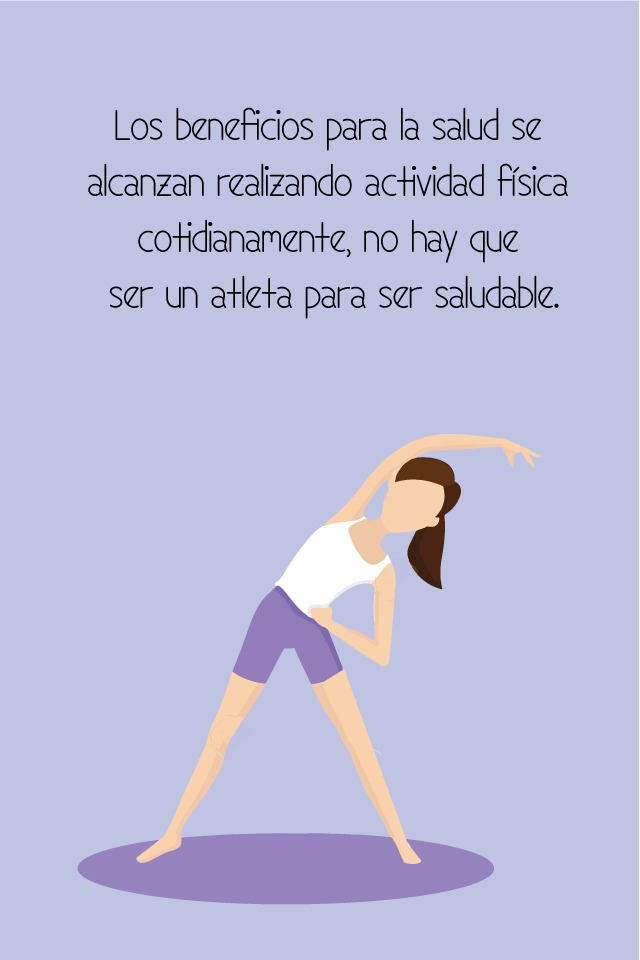 Los beneficios para la salud se
alcanzan realizando actividad física
cotidianamente, no hay que
ser un atleta para ser saludable.